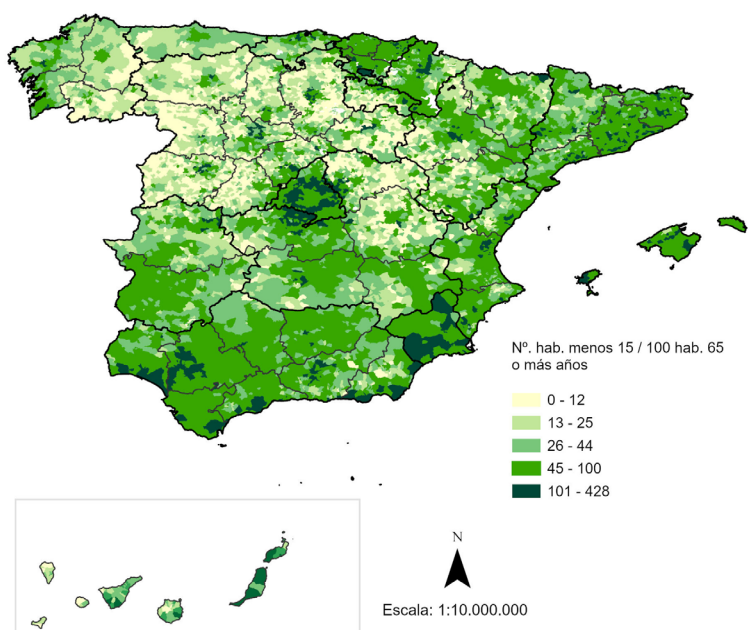 Nº. hab. menos 15 / 100 hab. 65
o más años
0 - 12
13 - 25
26 - 44
45 - 100
101 - 428
N
Escala: 1:10.000.000